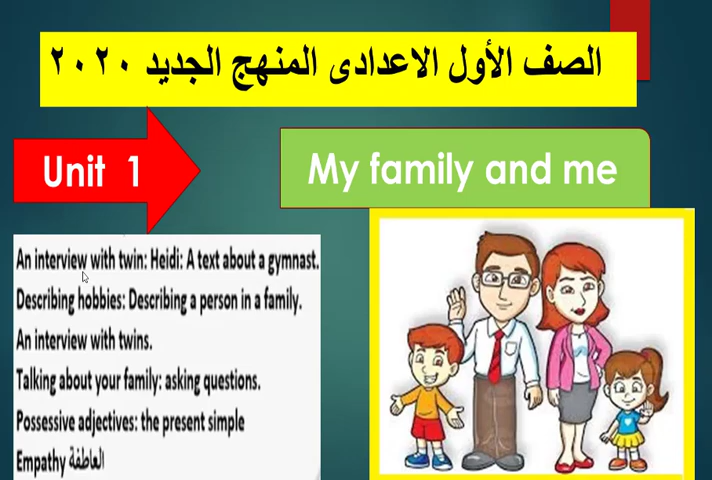 الصف الأول الاعدادى المنهج الجديد ٢٠٢٠
Unit 1
My family and me
An interview with twin: Heidi: A text about a gymnast.
Describing hobbies: Describing a person in a family.
An interview with twins.
Talking about your family: asking questions.
Possessive adjectives: the present simple
Empathy العاطفة